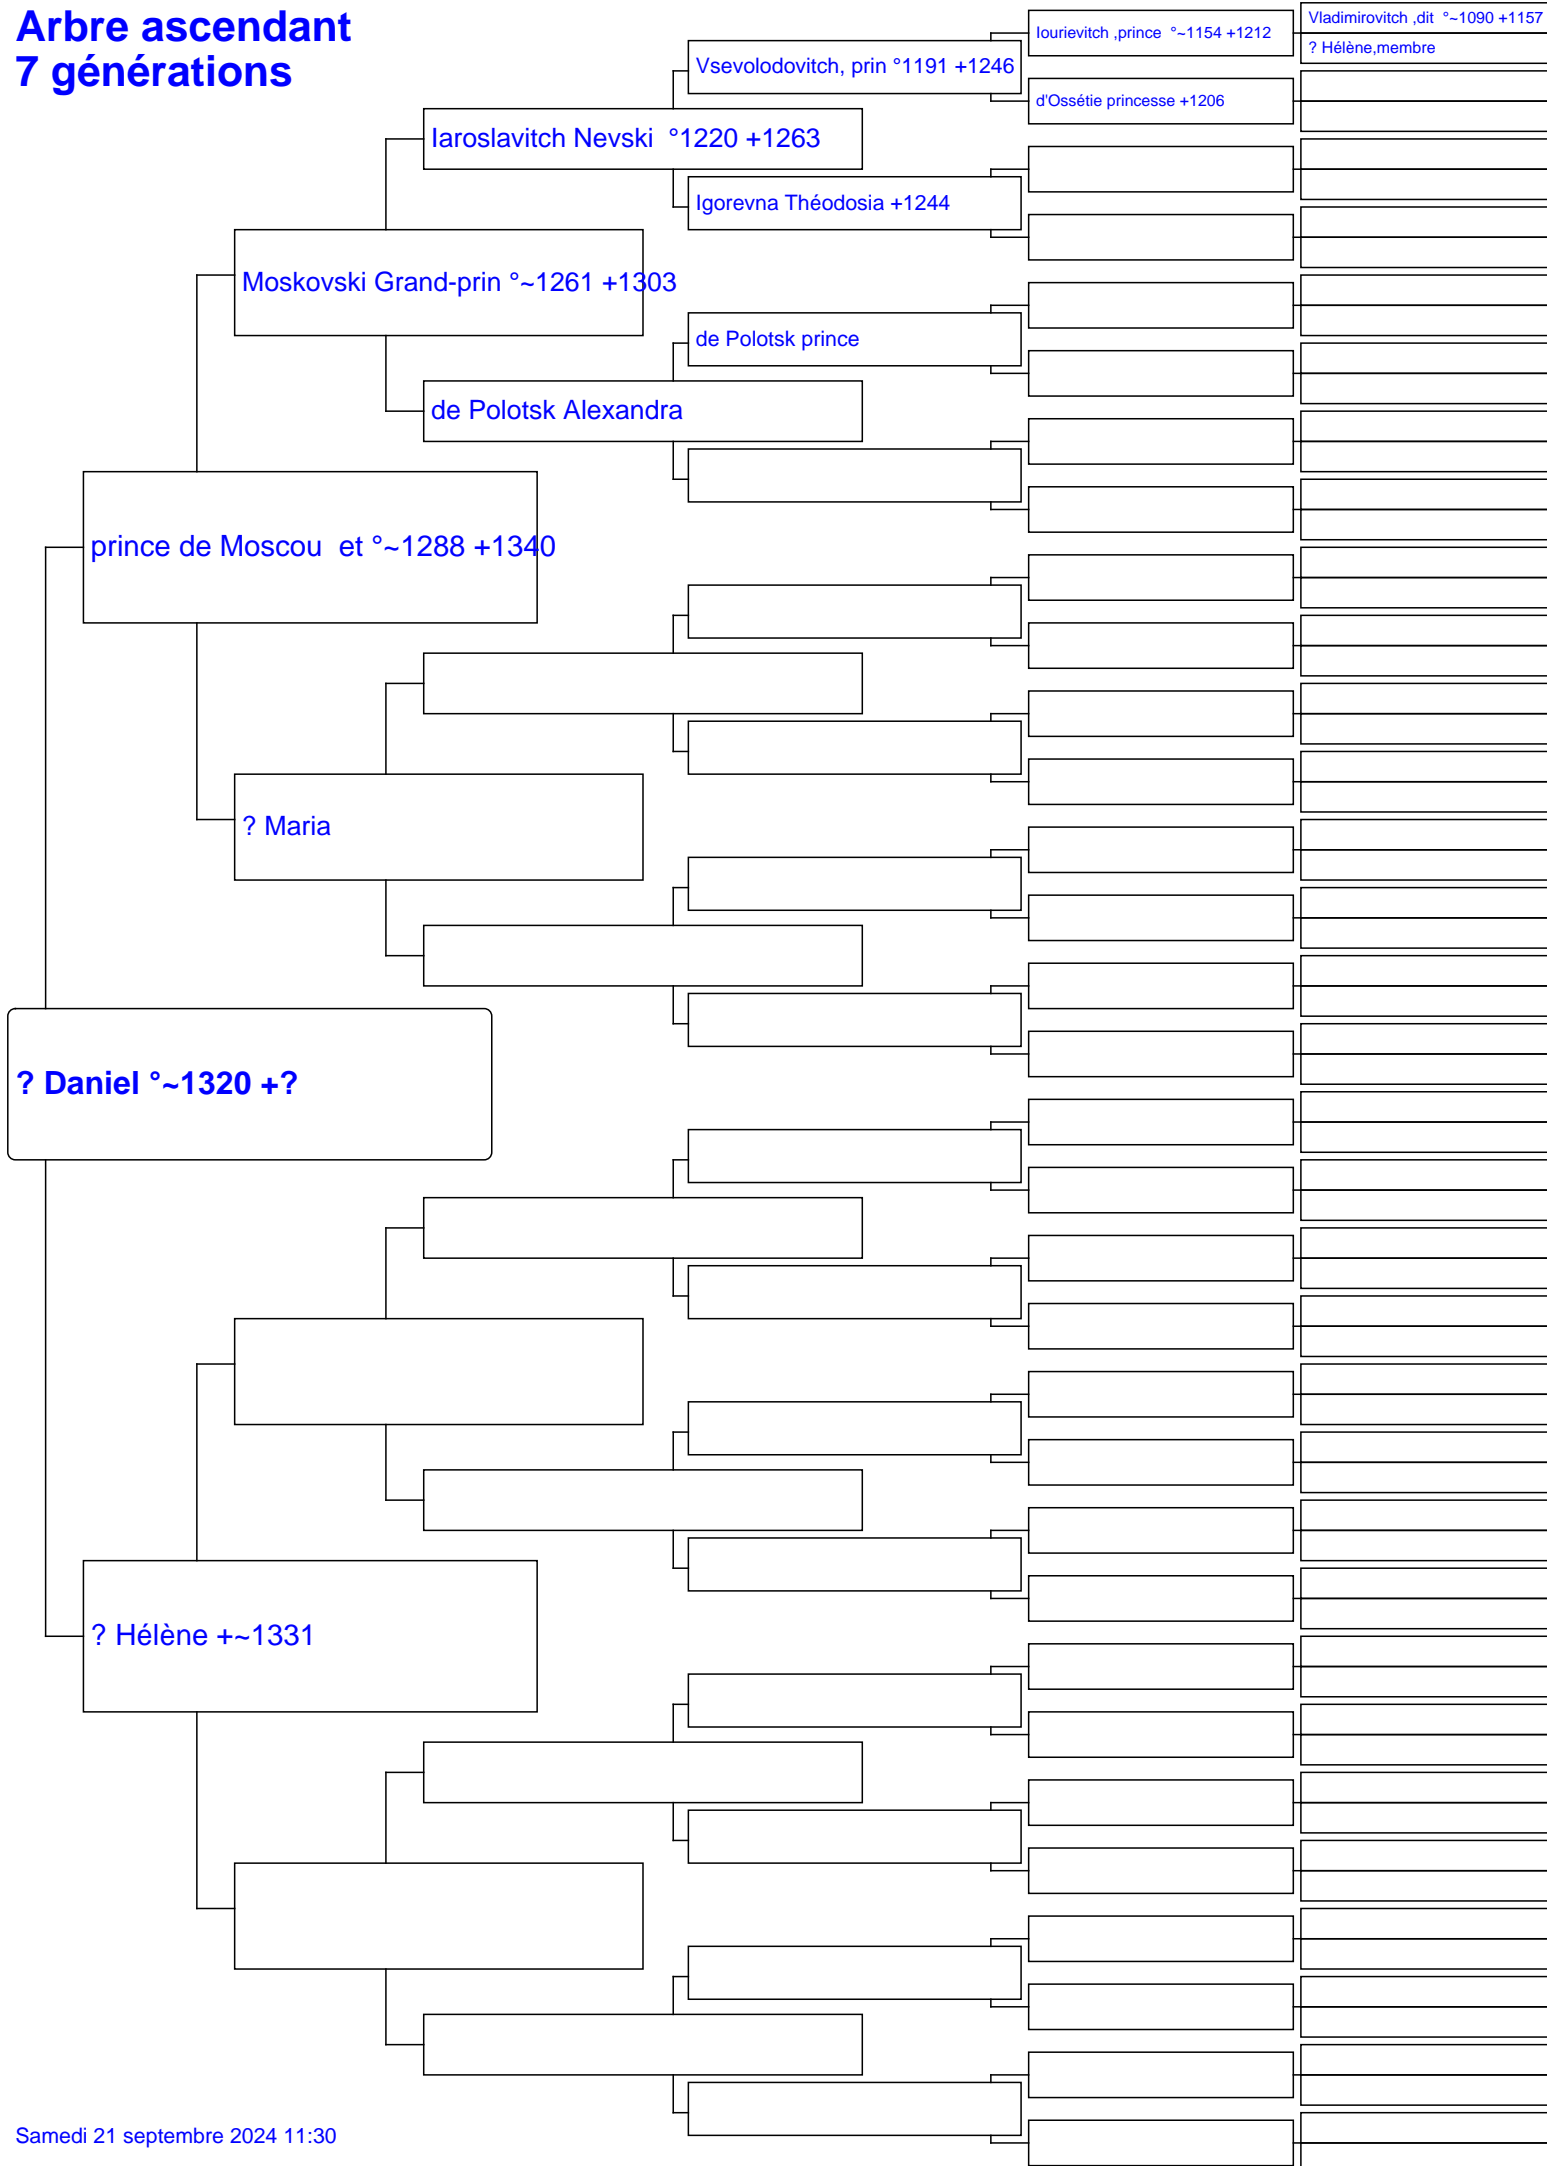 Arbre ascendant
7 générations
Vladimirovitch ,dit  °~1090 +1157
Iourievitch ,prince  °~1154 +1212
? Hélène,membre
Vsevolodovitch, prin °1191 +1246
d'Ossétie princesse +1206
Iaroslavitch Nevski  °1220 +1263
Igorevna Théodosia +1244
Moskovski Grand-prin °~1261 +1303
de Polotsk prince
de Polotsk Alexandra
prince de Moscou  et °~1288 +1340
? Maria
? Daniel °~1320 +?
? Hélène +~1331
Samedi 21 septembre 2024 11:30